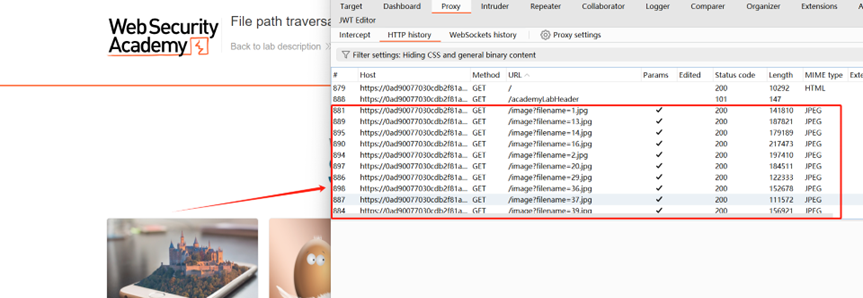 Web Security
Academy
File path traversa
Back to lab description
Target Dashboard Proxy Intruder Repeater Collaborator Logger Comparer Organizer Extensions
JWT Editor
Intercept HTTP history WebSockets history Proxy settings
Filter settings: Hiding CSS and general binary content
# Host Method URL Params Edited Status code Length MIME type Exte
879 https://0ad90077030cdb2f81a... GET / 200 10292 HTML
888 https://0ad90077030cdb2f81a... GET /academyLabHeader 101 147
881 https://0ad90077030cdb2f81a... GET /image?filename=1.jpg ✓ 200 141810 JPEG
889 https://0ad90077030cdb2f81a... GET /image?filename=13.jpg ✓ 200 187821 JPEG
895 https://0ad90077030cdb2f81a... GET /image?filename=14.jpg ✓ 200 179189 JPEG
890 https://0ad90077030cdb2f81a... GET /image?filename=16.jpg ✓ 200 217473 JPEG
894 https://0ad90077030cdb2f81a... GET /image?filename=2.jpg ✓ 200 197410 JPEG
897 https://0ad90077030cdb2f81a... GET /image?filename=20.jpg ✓ 200 184511 JPEG
886 https://0ad90077030cdb2f81a... GET /image?filename=29.jpg ✓ 200 122333 JPEG
898 https://0ad90077030cdb2f81a... GET /image?filename=36.jpg ✓ 200 152678 JPEG
887 https://0ad90077030cdb2f81a... GET /image?filename=37.jpg ✓ 200 111572 JPEG
884 https://0ad90077030cdb2f81a... GET /image?filename=39.jpg ✓ 200 156921 JPEG